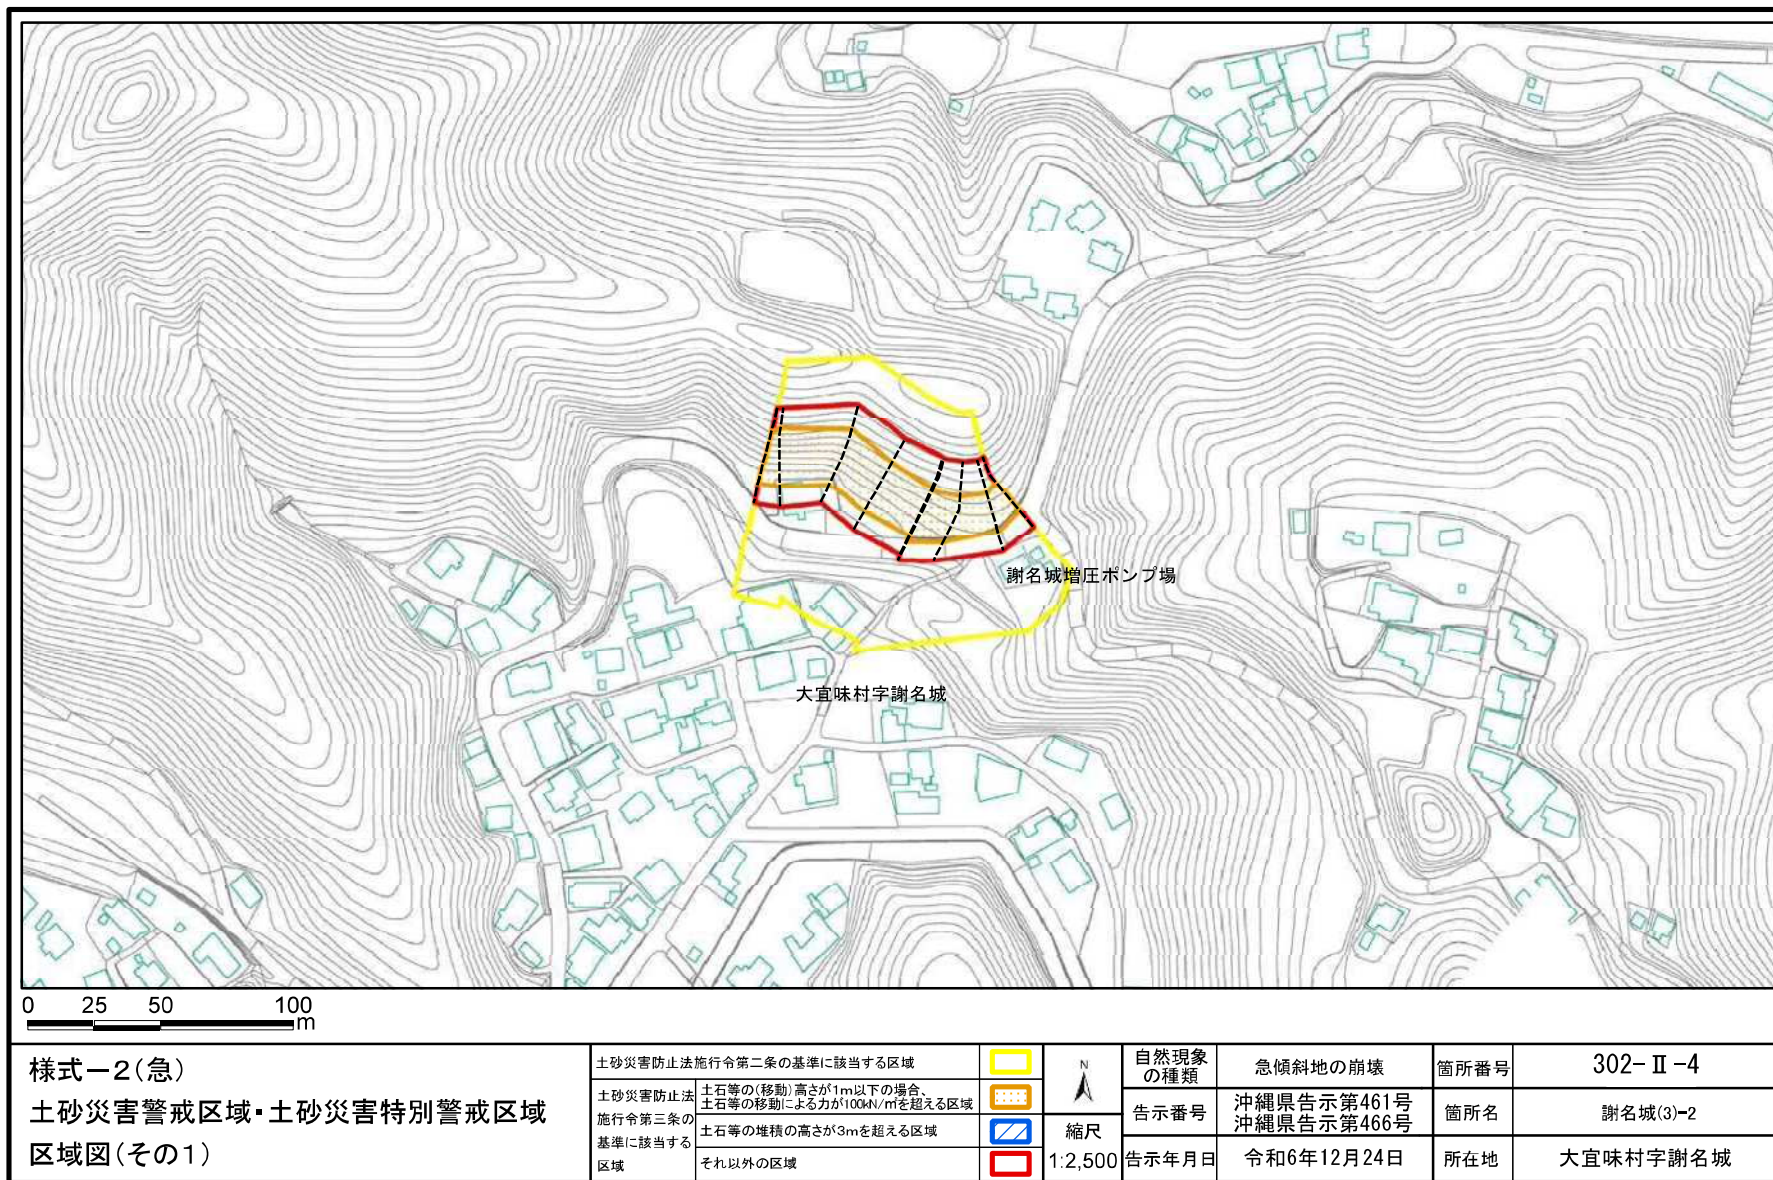 謝名城増圧ポンプ場
大宜味村字謝名城
0 25 50 100
m
様式－2(急)
土砂災害警戒区域・土砂災害特別警戒区域
区域図(その1)
土砂災害防止法施行令第二条の基準に該当する区域
土砂災害防止法
施行令第三条の
基準に該当する
区域
土石等の(移動)高さが1m以下の場合、
土石等の移動による力が100kN/㎡を超える区域
土石等の堆積の高さが3mを超える区域
それ以外の区域
N
縮尺
1:2,500
自然現象
の種類
急傾斜地の崩壊
箇所番号
302-Ⅱ-4
告示番号
沖縄県告示第461号
沖縄県告示第466号
箇所名
謝名城(3)-2
告示年月日
令和6年12月24日
所在地
大宜味村字謝名城